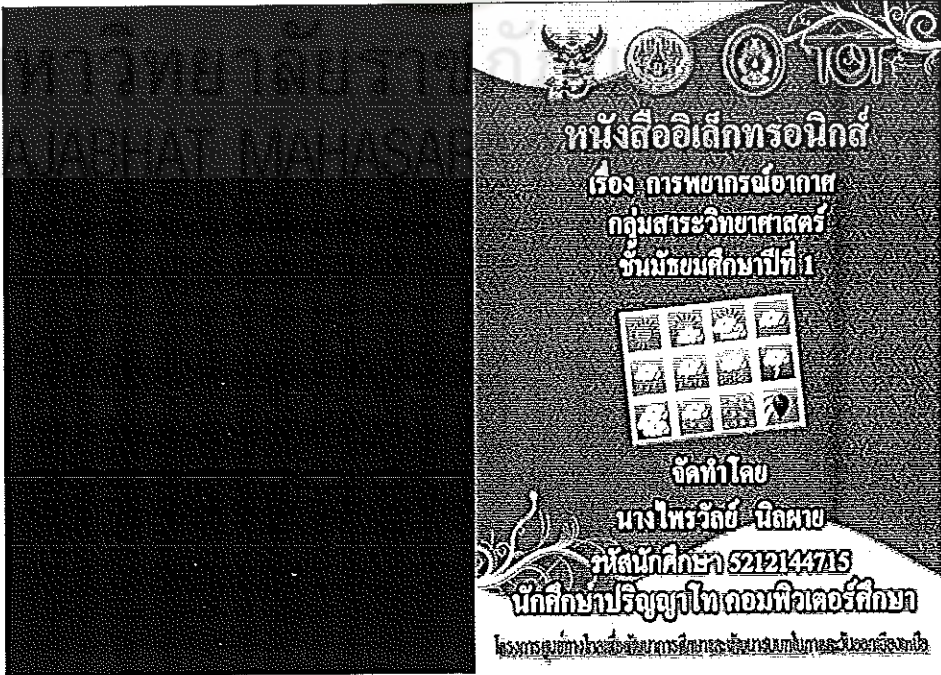 TOT
หนังสืออิเล็กทรอนิกส์
เรื่อง การพยากรณ์อากาศ
กลุ่มสาระวิทยาศาสตร์
ชั้นมัธยมศึกษาปีที่ 1
จัดทำโดย
นางไพรวัลย์ นิลผาย
รหัสนักศึกษา 5212144715
นักศึกษาปริญญาโท คอมพิวเตอร์ศึกษา